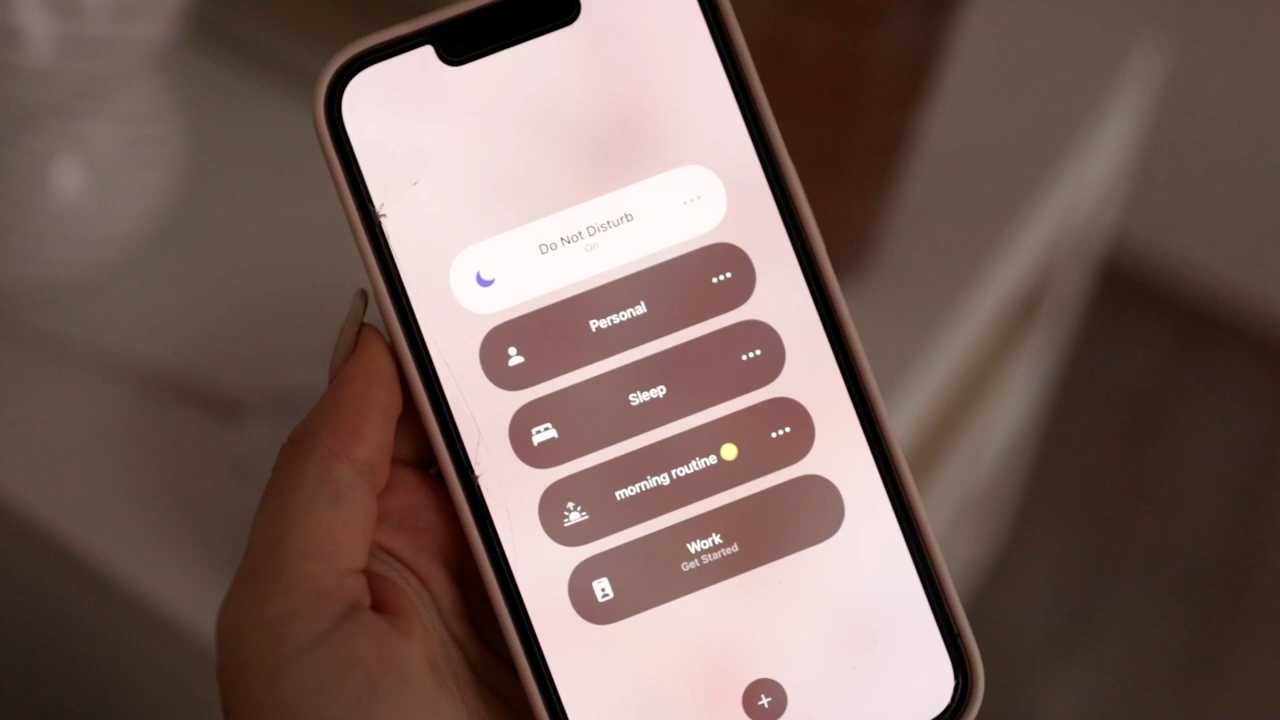 Do Not Disturb
On
Personal
Sleep
morning routine
Work
Get Started